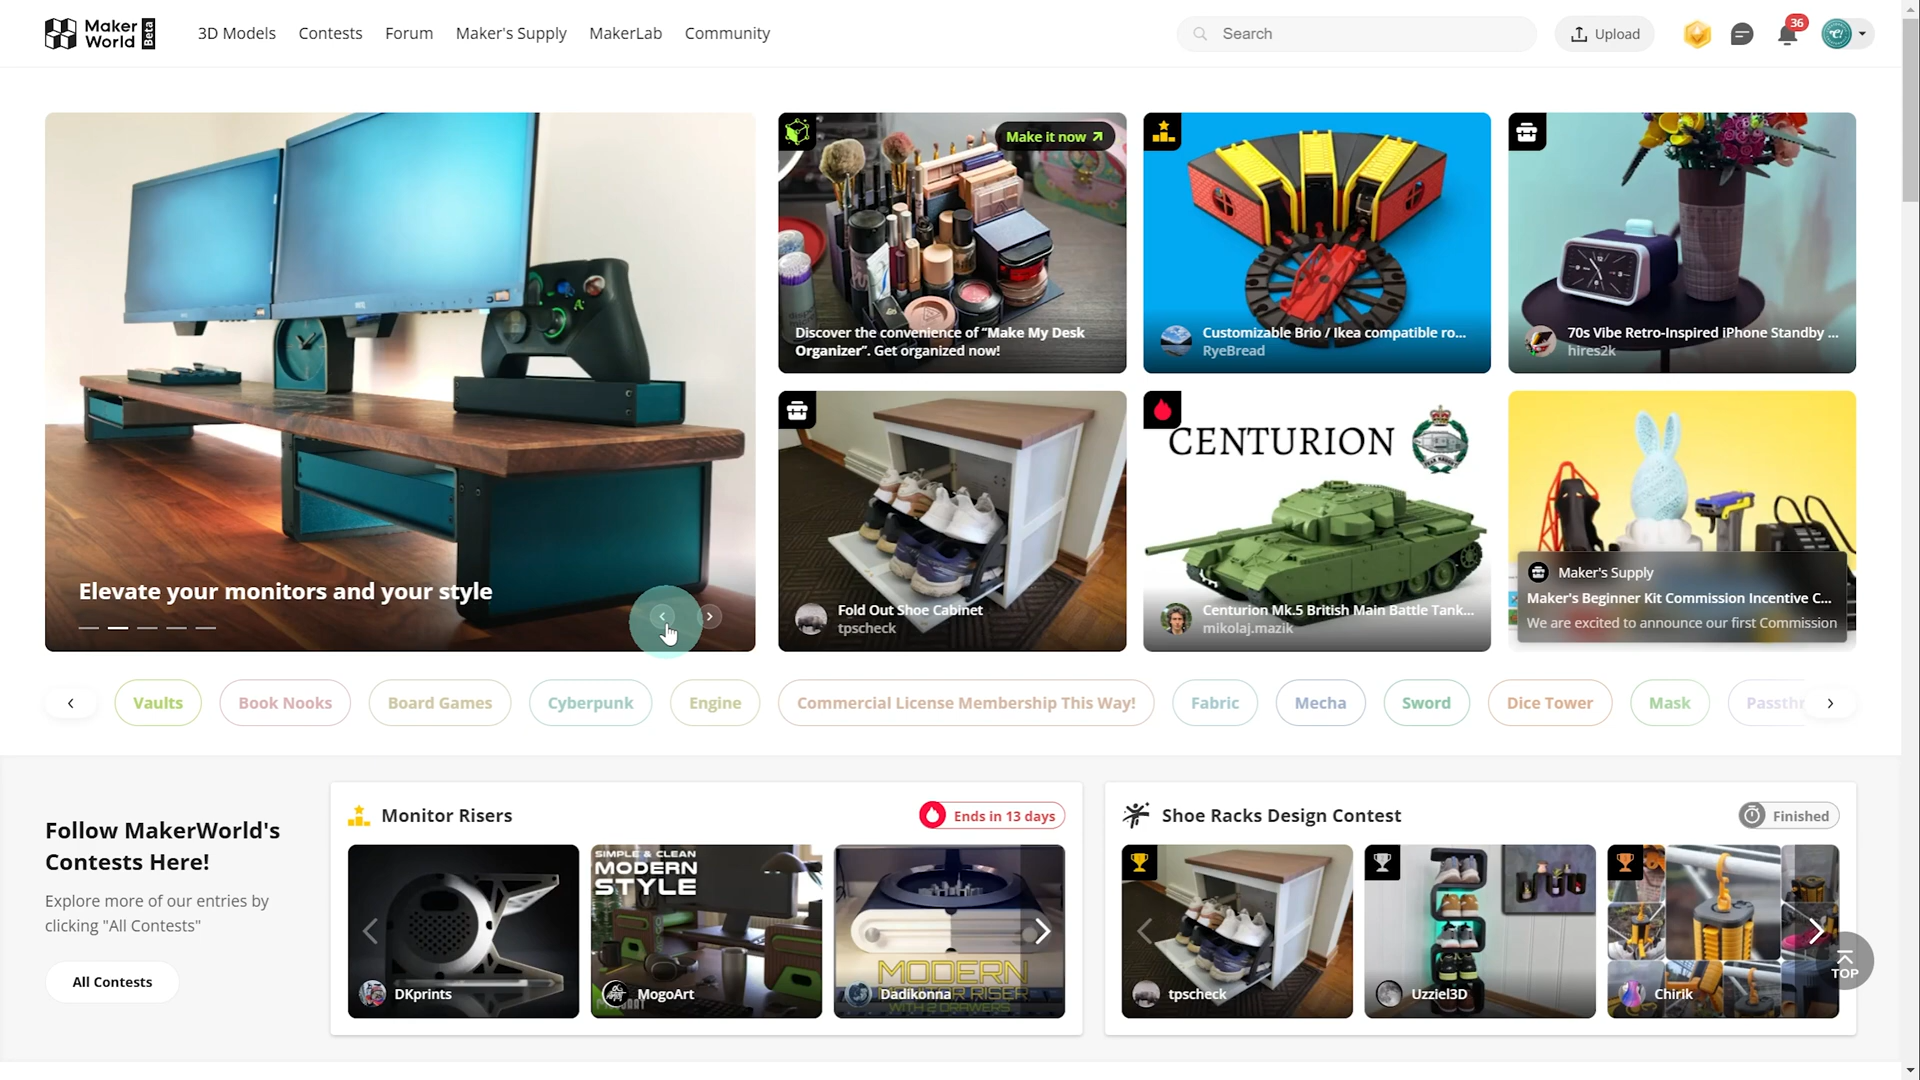 Maker World Beta
3D Models Contests Forum Maker's Supply MakerLab Community
Search
Upload
36
Make it now
Discover the convenience of “Make My Desk
Organizer”. Get organized now!
Customizable Brio / Ikea compatible ro...
RyeBread
70s Vibe Retro-Inspired iPhone Standby ...
hires2k
Elevate your monitors and your style
Fold Out Shoe Cabinet
tpscheck
CENTURION
Centurion Mk.5 British Main Battle Tank...
mikolaj.mazik
Maker's Supply
Maker's Beginner Kit Commission Incentive C...
We are excited to announce our first Commission
Vaults Book Nooks Board Games Cyberpunk Engine Commercial License Membership This Way! Fabric Mecha Sword Dice Tower Mask Passthr
Follow MakerWorld's
Contests Here!
Explore more of our entries by
clicking "All Contests"
All Contests
Monitor Risers
Ends in 13 days
DKprints
SIMPLE & CLEAN
MODERN
STYLE
MogoArt
MODERN
WITH 2 DRAWERS
Dadikonna
Shoe Racks Design Contest
Finished
tpscheck
Uzziel3D
Chirik
TOP